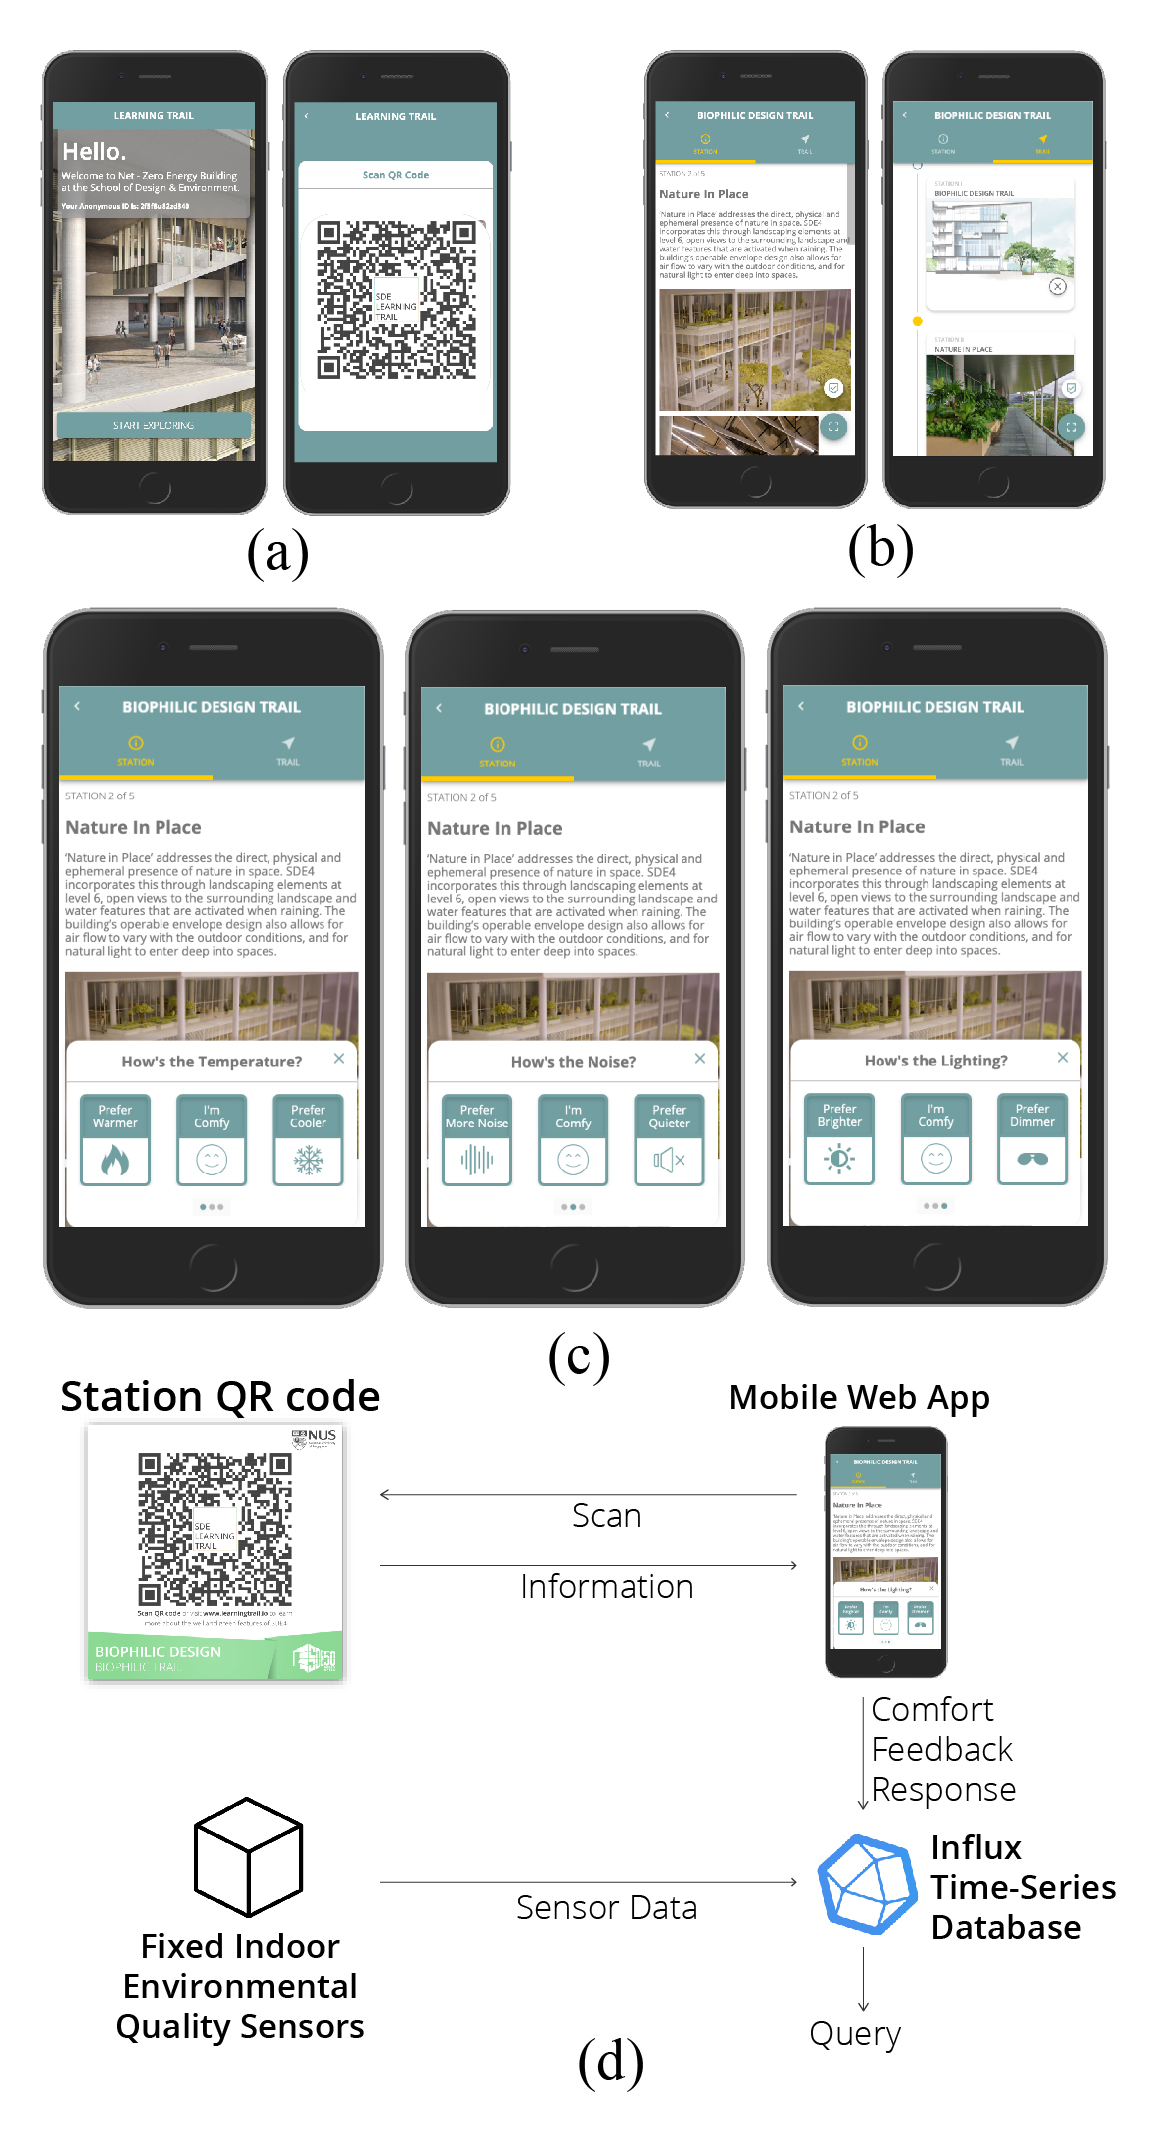 LEARNING TRAIL
Hello.
Welcome to Net - Zero Energy Building
at the School of Design & Environment.
START EXPLORING
LEARNING TRAIL
Scan QR Code
SDE
LEARNING
TRAIL
(a)
BIOPHILIC DESIGN TRAIL
STATION
TRAIL
STATION 2 of 5
Nature In Place
'Nature in Place' addresses the direct, physical and
ephemeral presence of nature in space. SDE4
incorporates this through landscaping elements at
level 6, open views to the surrounding landscape and
water features that are activated when raining. The
building's operable envelope design also allows for
air flow to vary with the outdoor conditions, and for
natural light to enter deep into spaces.
BIOPHILIC DESIGN TRAIL
STATION
TRAIL
BIOPHILIC DESIGN TRAIL
NATURE IN PLACE
(b)
BIOPHILIC DESIGN TRAIL
STATION
TRAIL
STATION 2 of 5
Nature In Place
'Nature in Place' addresses the direct, physical and
ephemeral presence of nature in space. SDE4
incorporates this through landscaping elements at
level 6, open views to the surrounding landscape and
water features that are activated when raining. The
building's operable envelope design also allows for
air flow to vary with the outdoor conditions, and for
natural light to enter deep into spaces.
How's the Temperature?
Prefer
Warmer
I'm
Comfy
Prefer
Cooler
BIOPHILIC DESIGN TRAIL
STATION
TRAIL
STATION 2 of 5
Nature In Place
'Nature in Place' addresses the direct, physical and
ephemeral presence of nature in space. SDE4
incorporates this through landscaping elements at
level 6, open views to the surrounding landscape and
water features that are activated when raining. The
building's operable envelope design also allows for
air flow to vary with the outdoor conditions, and for
natural light to enter deep into spaces.
How's the Noise?
Prefer
More Noise
I'm
Comfy
Prefer
Quieter
BIOPHILIC DESIGN TRAIL
STATION
TRAIL
STATION 2 of 5
Nature In Place
'Nature in Place' addresses the direct, physical and
ephemeral presence of nature in space. SDE4
incorporates this through landscaping elements at
level 6, open views to the surrounding landscape and
water features that are activated when raining. The
building's operable envelope design also allows for
air flow to vary with the outdoor conditions, and for
natural light to enter deep into spaces.
How's the Lighting?
Prefer
Brighter
I'm
Comfy
Prefer
Dimmer
(c)
Station QR code
NUS
SDE
LEARNING
TRAIL
Scan QR code or visit www.learningtrail.io to learn
more about the well and green features of SDE4
BIOPHILIC DESIGN
BIOPHILIC TRAIL
Scan
Information
Mobile Web App
BIOPHILIC DESIGN TRAIL
Nature In Place
How's the Lighting?
Comfort
Feedback
Response
Fixed Indoor
Environmental
Quality Sensors
Sensor Data
Influx
Time-Series
Database
Query
(d)